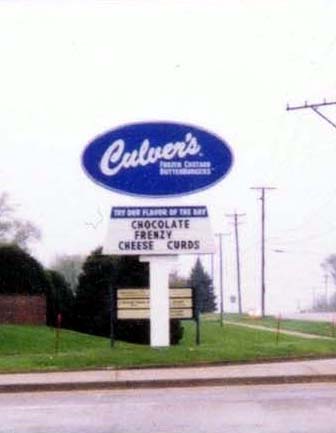 Culver's
FROZEN CUSTARD
BUTTERBURGERS
TRY OUR FLAVOR OF THE DAY
CHOCOLATE
FRENZY
CHEESE CURDS